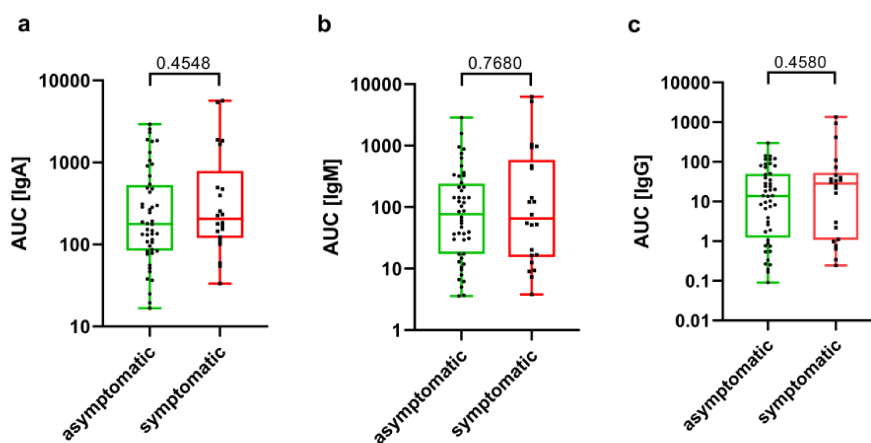 a
0.4548
AUC [IgA]
10000
1000
100
10
asymptomatic
symptomatic
b
0.7680
AUC [IgM]
10000
1000
100
10
1
asymptomatic
symptomatic
c
0.4580
AUC [IgG]
10000
1000
100
10
1
0.1
0.01
asymptomatic
symptomatic